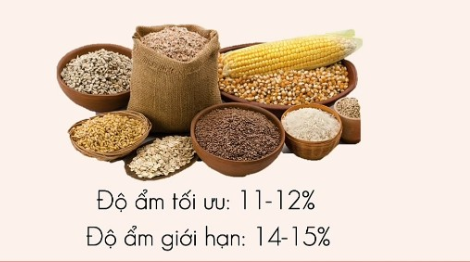 Độ ẩm tối ưu: 11-12%
Độ ẩm giới hạn: 14-15%